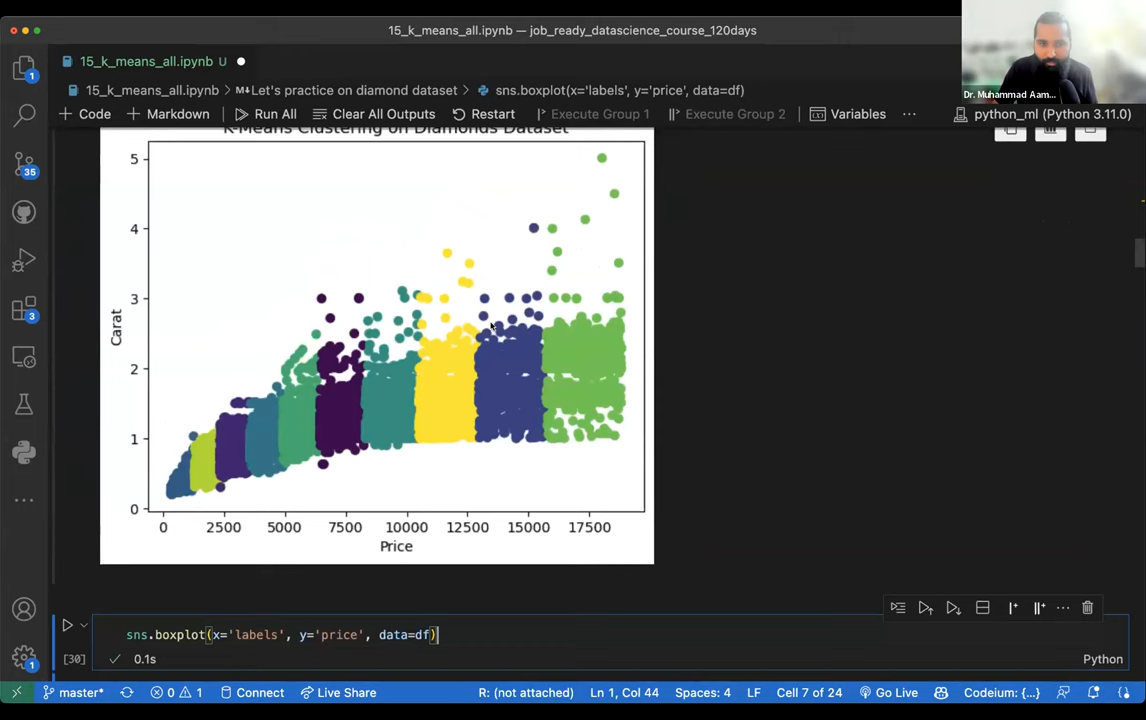 15_k_means_all.ipynb — job_ready_datascience_course_120days
Dr. Muhammad Aam...
15_k_means_all.ipynb U
15_k_means_all.ipynb > M↓Let's practice on diamond dataset > sns.boxplot(x='labels', y='price', data=df)
+ Code + Markdown Run All Clear All Outputs Restart Execute Group 1 Execute Group 2 Variables ... python_ml (Python 3.11.0)
1
35
3
K-Means Clustering on Diamonds Dataset
5
4
3
2
1
0
Carat
0 2500 5000 7500 10000 12500 15000 17500
Price
sns.boxplot(x='labels', y='price', data=df)
[30] 0.1s Python
1
master* 0 1 Connect Live Share R: (not attached) Ln 1, Col 44 Spaces: 4 LF Cell 7 of 24 Go Live Codeium: {...}